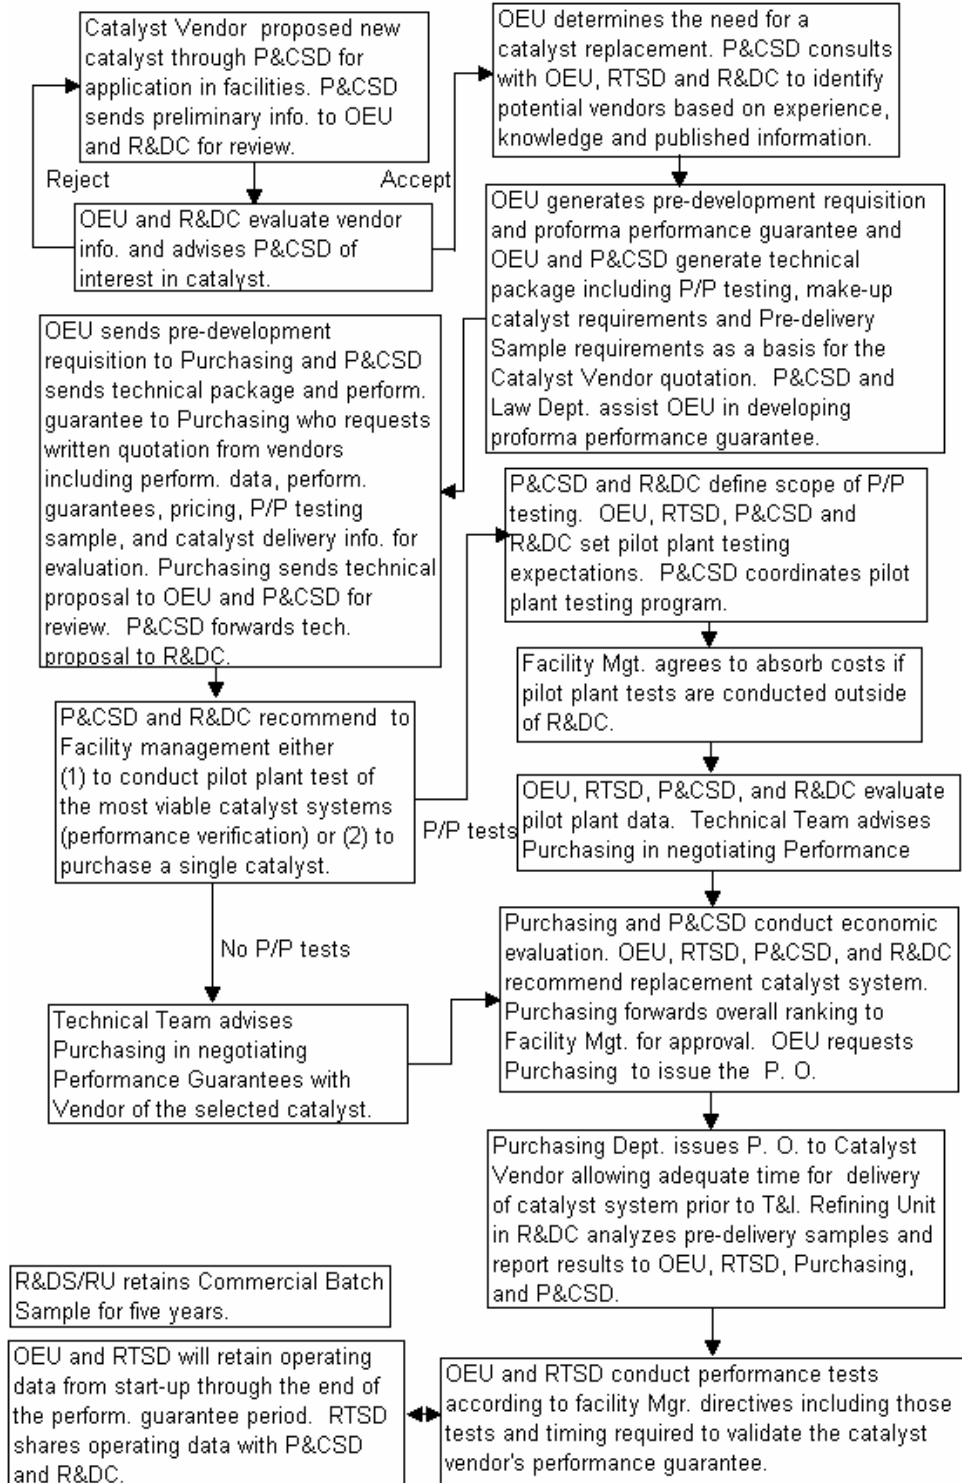 Catalyst Vendor proposed new
catalyst through P&CSD for
application in facilities. P&CSD
sends preliminary info. to OEU
and R&DC for review.
Reject
Accept
OEU and R&DC evaluate vendor
info. and advises P&CSD of
interest in catalyst.
OEU determines the need for a
catalyst replacement. P&CSD consults
with OEU, RTSD and R&DC to identify
potential vendors based on experience,
knowledge and published information.
OEU generates pre-development requisition
and proforma performance guarantee and
OEU and P&CSD generate technical
package including P/P testing, make-up
catalyst requirements and Pre-delivery
Sample requirements as a basis for the
Catalyst Vendor quotation. P&CSD and
Law Dept. assist OEU in developing
proforma performance guarantee.
OEU sends pre-development
requisition to Purchasing and P&CSD
sends technical package and perform.
guarantee to Purchasing who requests
written quotation from vendors
including perform. data, perform.
guarantees, pricing, P/P testing
sample, and catalyst delivery info. for
evaluation. Purchasing sends technical
proposal to OEU and P&CSD for
review. P&CSD forwards tech.
proposal to R&DC.
P&CSD and R&DC recommend to
Facility management either
(1) to conduct pilot plant test of
the most viable catalyst systems
(performance verification) or (2) to
purchase a single catalyst.
P/P tests
No P/P tests
P&CSD and R&DC define scope of P/P
testing. OEU, RTSD, P&CSD and
R&DC set pilot plant testing
expectations. P&CSD coordinates pilot
plant testing program.
Facility Mgt. agrees to absorb costs if
pilot plant tests are conducted outside
of R&DC.
OEU, RTSD, P&CSD, and R&DC evaluate
pilot plant data. Technical Team advises
Purchasing in negotiating Performance
Technical Team advises
Purchasing in negotiating
Performance Guarantees with
Vendor of the selected catalyst.
Purchasing and P&CSD conduct economic
evaluation. OEU, RTSD, P&CSD, and R&DC
recommend replacement catalyst system.
Purchasing forwards overall ranking to
Facility Mgt. for approval. OEU requests
Purchasing to issue the P. O.
Purchasing Dept. issues P. O. to Catalyst
Vendor allowing adequate time for delivery
of catalyst system prior to T&I. Refining Unit
in R&DC analyzes pre-delivery samples and
report results to OEU, RTSD, Purchasing,
and P&CSD.
R&DS/RU retains Commercial Batch
Sample for five years.
OEU and RTSD will retain operating
data from start-up through the end of
the perform. guarantee period. RTSD
shares operating data with P&CSD
and R&DC.
OEU and RTSD conduct performance tests
according to facility Mgr. directives including those
tests and timing required to validate the catalyst
vendor's performance guarantee.